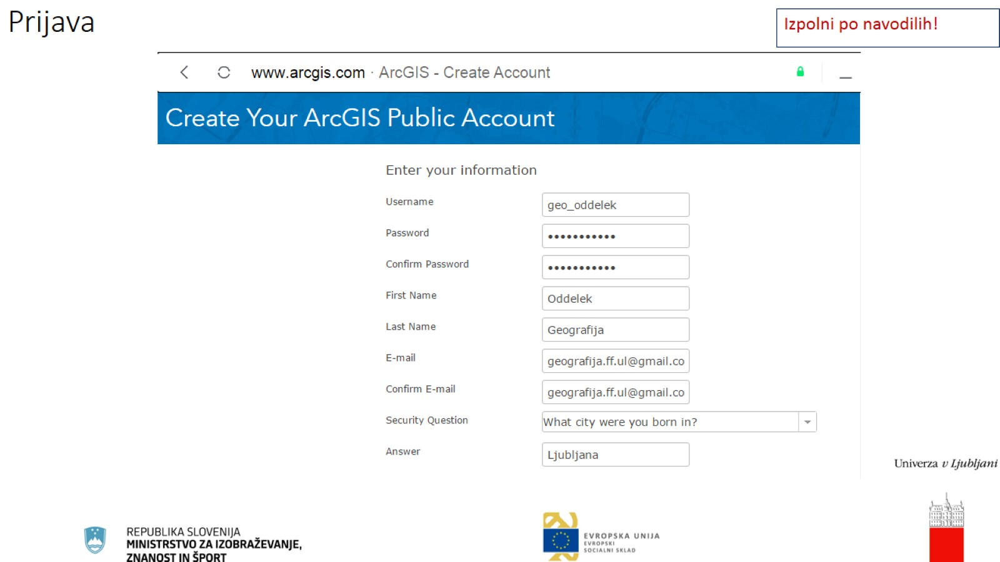 Prijava
Izpolni po navodilih!
www.arcgis.com · ArcGIS - Create Account
Create Your ArcGIS Public Account
Enter your information
Username geo_oddelek
Password •••••••••••
Confirm Password •••••••••••
First Name Oddelek
Last Name Geografija
E-mail geografija.ff.ul@gmail.co
Confirm E-mail geografija.ff.ul@gmail.co
Security Question What city were you born in?
Answer Ljubljana
Univerza v Ljubljani
REPUBLIKA SLOVENIJA
MINISTRSTVO ZA IZOBRAŽEVANJE,
ZNANOST IN ŠPORT
EVROPSKA UNIJA
EVROPSKI
SOCIALNI SKLAD